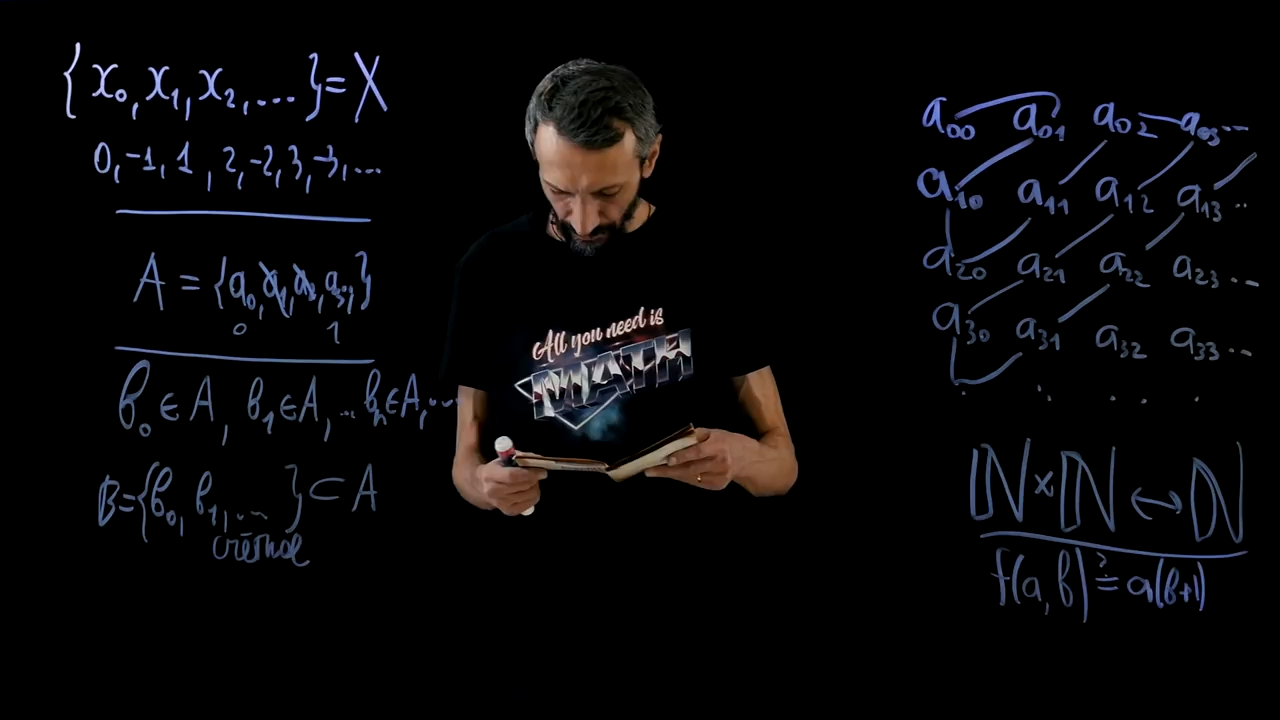 {x₀, x₁, x₂, ...} = X
0, -1, 1, 2, -2, 3, -3, ...
A = {a₀, a₁, a₂, a₃, }
0 1
b₀ ∈ A, b₁ ∈ A, ... bₙ ∈ A, ...
B = {b₀, b₁, ... } ⊂ A
счётное
All you need is
MATH
a₀₀ a₀₁ a₀₂ a₀₃ ...
a₁₀ a₁₁ a₁₂ a₁₃ ...
a₂₀ a₂₁ a₂₂ a₂₃ ...
a₃₀ a₃₁ a₃₂ a₃₃ ...
ℕ × ℕ ↔ ℕ
f(a, b) ≟ a(b+1)